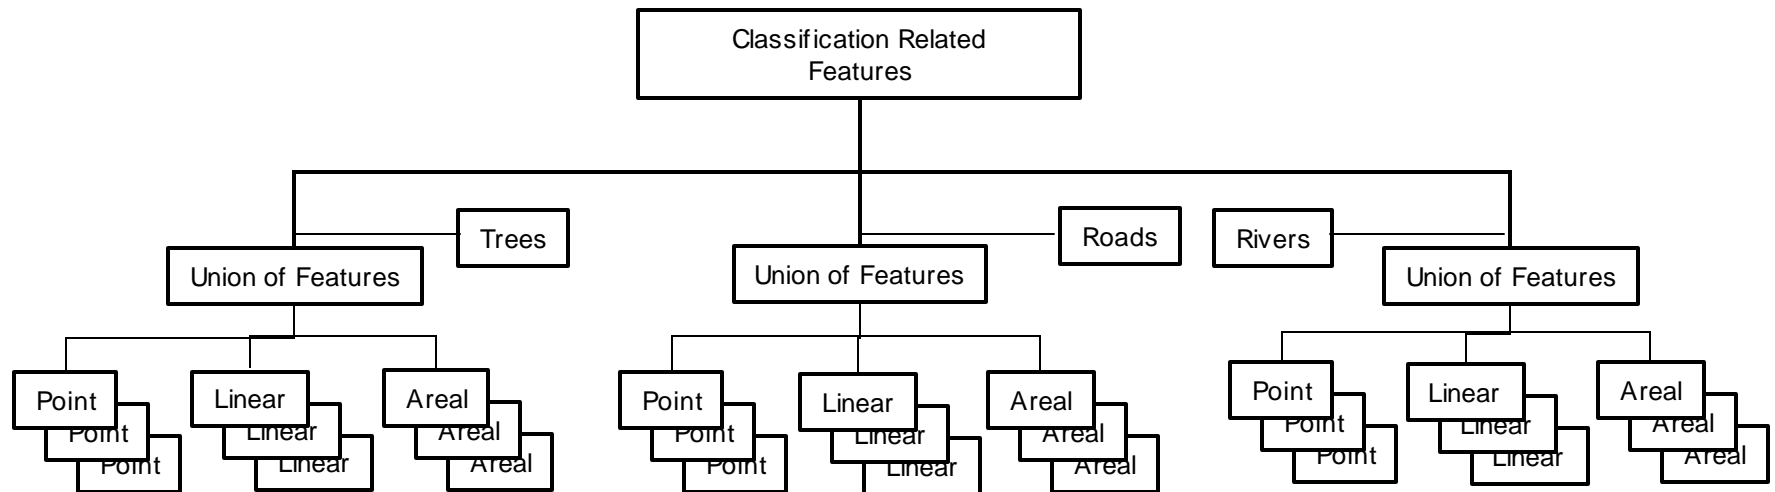 Classification Related
Features
Trees
Roads
Rivers
Union of Features
Union of Features
Union of Features
Point
Linear
Areal
Point
Linear
Areal
Point
Linear
Areal
Point
Linear
Areal
Point
Linear
Areal
Point
Linear
Areal
Point
Linear
Areal
Point
Linear
Areal
Point
Linear
Areal